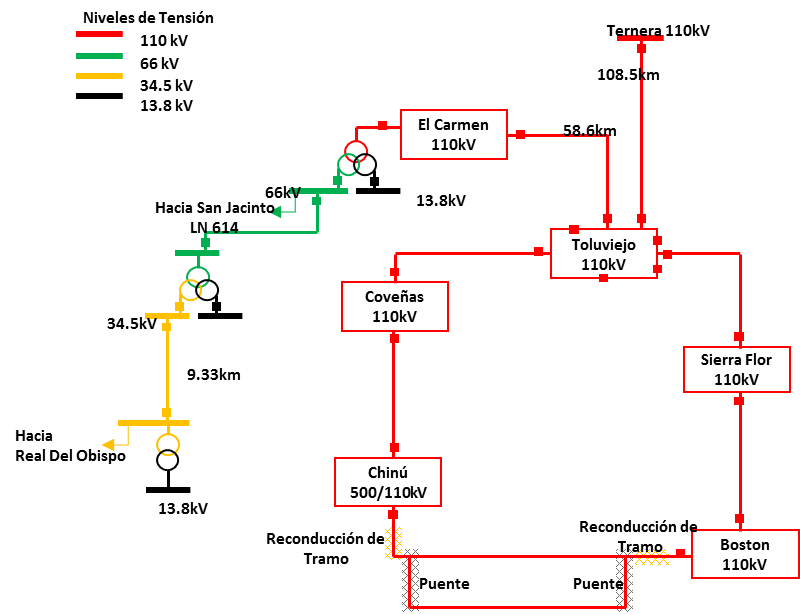 Niveles de Tensión
110 kV
66 kV
34.5 kV
13.8 kV
Ternera 110kV
108.5km
El Carmen
110kV
58.6km
66kV
13.8kV
Hacia San Jacinto
LN 614
Toluviejo
110kV
Coveñas
110kV
34.5kV
9.33km
Sierra Flor
110kV
Hacia
Real Del Obispo
13.8kV
Chinú
500/110kV
Reconducción de
Tramo
Reconducción de
Tramo
Boston
110kV
Puente
Puente